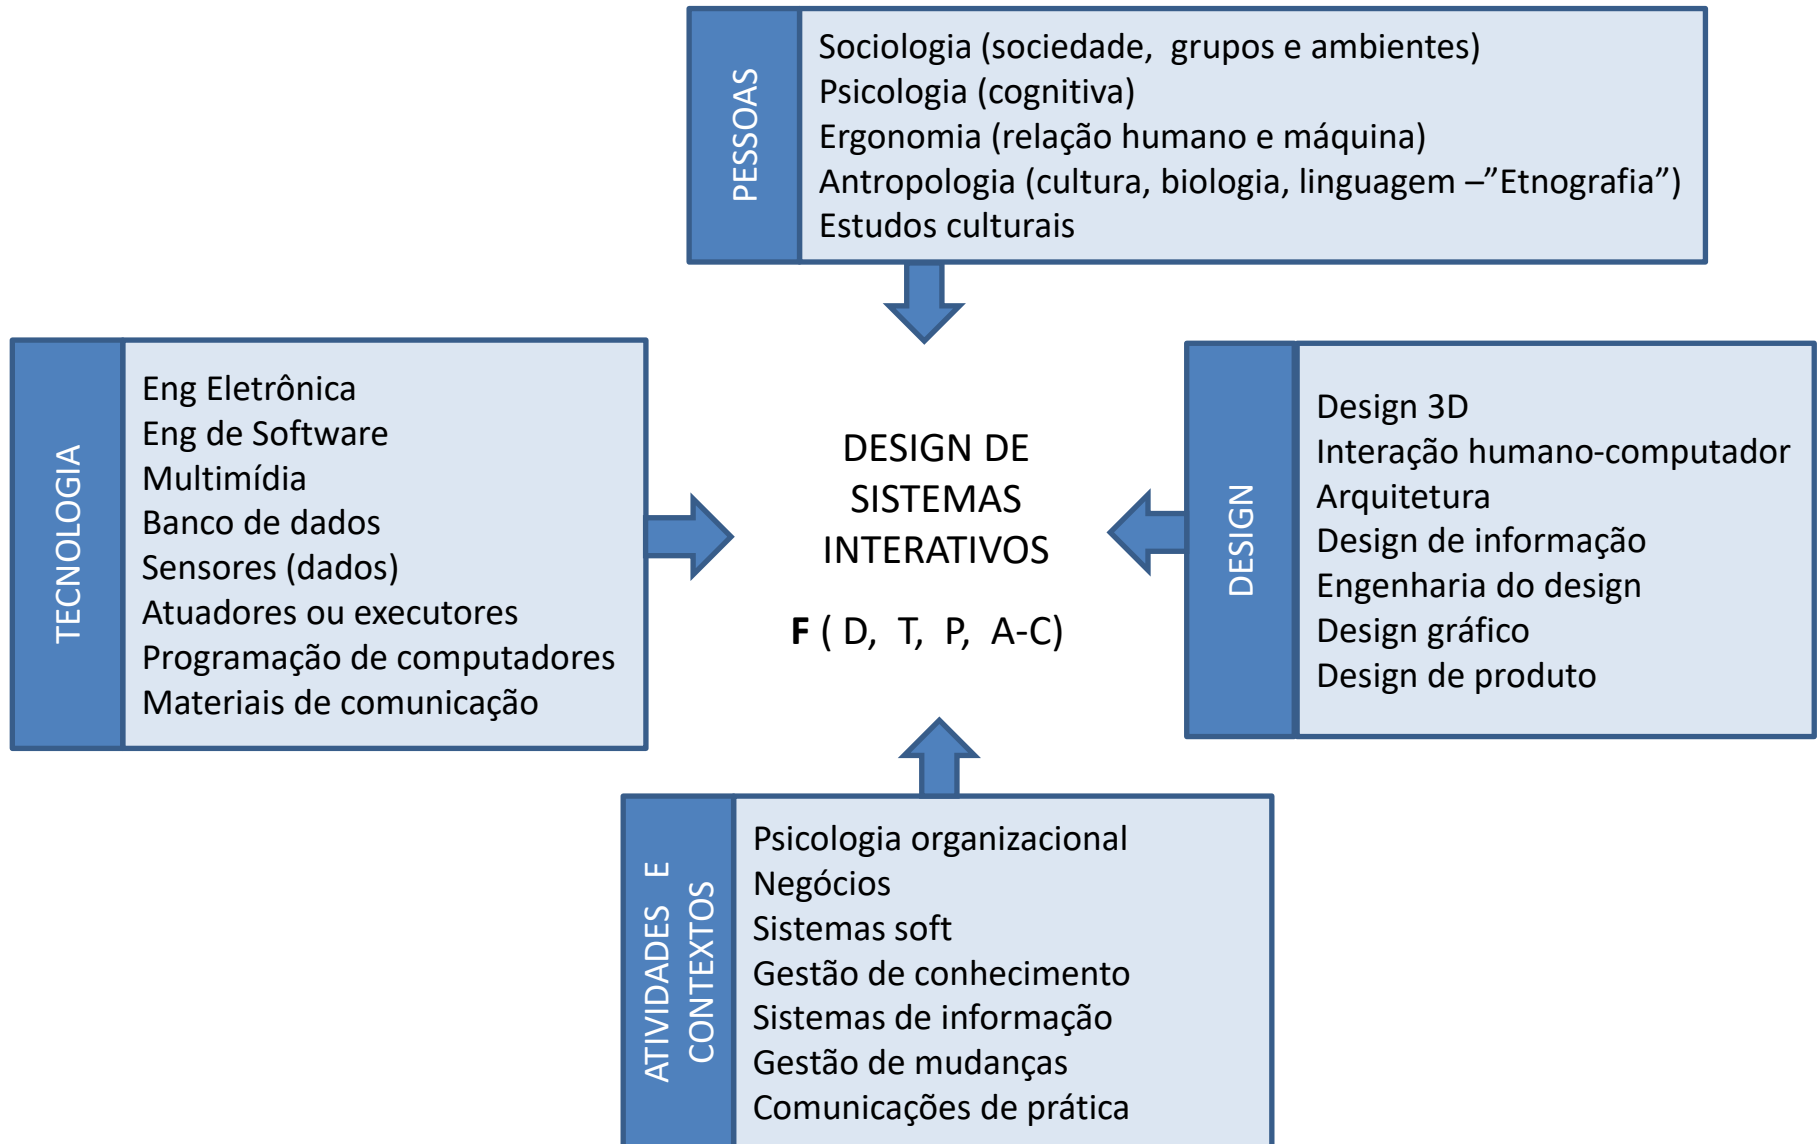 PESSOAS
Sociologia (sociedade,  grupos e ambientes)
Psicologia (cognitiva)
Ergonomia (relação humano e máquina)
Antropologia (cultura, biologia, linguagem –”Etnografia”)
Estudos culturais
TECNOLOGIA
Eng Eletrônica
Eng de Software
Multimídia
Banco de dados
Sensores (dados)
Atuadores ou executores
Programação de computadores
Materiais de comunicação
DESIGN DE
SISTEMAS
INTERATIVOS
F ( D,  T,  P,  A-C)
DESIGN
Design 3D
Interação humano-computador
Arquitetura
Design de informação
Engenharia do design
Design gráfico
Design de produto
ATIVIDADES  E
CONTEXTOS
Psicologia organizacional
Negócios
Sistemas soft
Gestão de conhecimento
Sistemas de informação
Gestão de mudanças
Comunicações de prática